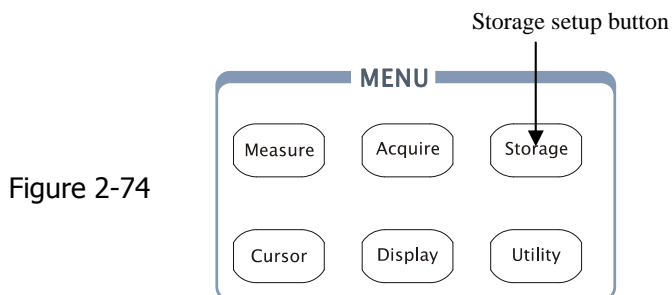 Storage setup button
MENU
Measure Acquire Storage
Figure 2-74
Cursor Display Utility